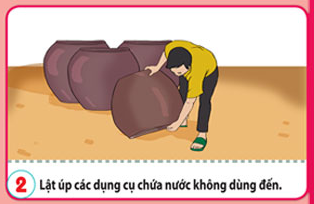 2 Lật úp các dụng cụ chứa nước không dùng đến.